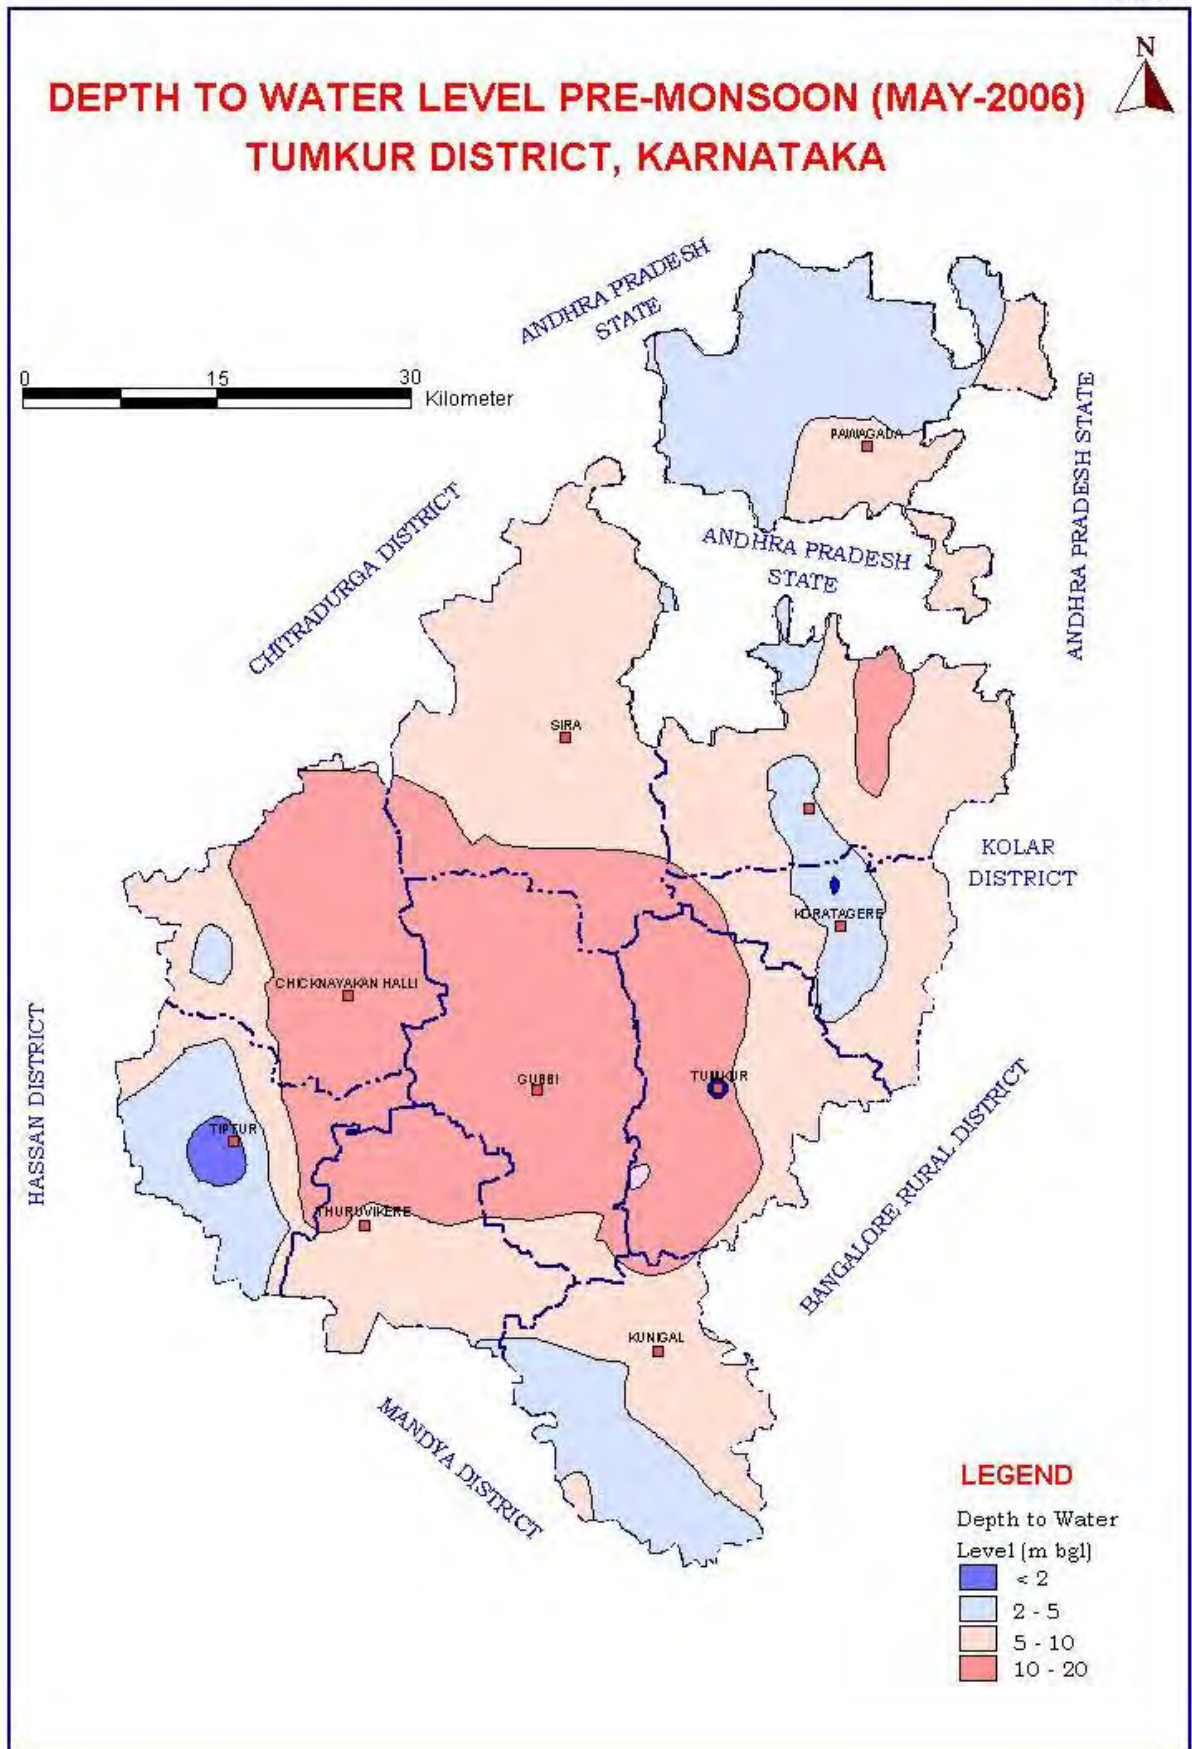 N
DEPTH TO WATER LEVEL PRE-MONSOON (MAY-2006)
TUMKUR DISTRICT, KARNATAKA
ANDHRA PRADESH
STATE
0 15 30
Kilometer
ANDHRA PRADESH STATE
PAWAGADA
CHITRADURGA DISTRICT
ANDHRA PRADESH
STATE
SIRA
KOLAR
DISTRICT
KORATAGERE
CHICKNAYAKAN HALLI
HASSAN DISTRICT
GUBBI
TUMKUR
TIPTUR
BANGALORE RURAL DISTRICT
THURUVIKERE
KUNIGAL
MANDYA DISTRICT
LEGEND
Depth to Water
Level (m bgl)
< 2
2 - 5
5 - 10
10 - 20